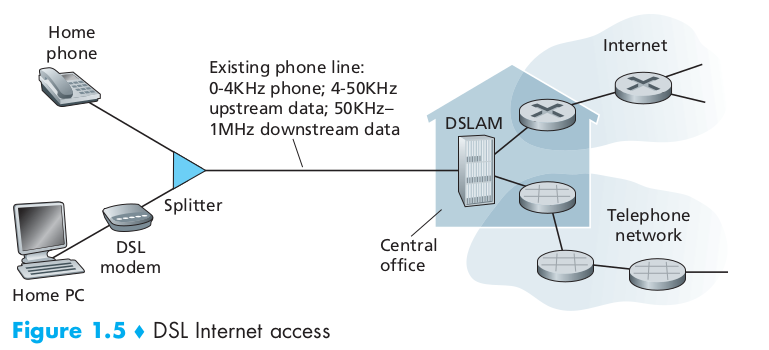 Home
phone
Existing phone line:
0-4KHz phone; 4-50KHz
upstream data; 50KHz–
1MHz downstream data
Internet
DSLAM
Splitter
DSL
modem
Home PC
Central
office
Telephone
network
Figure 1.5 ♦ DSL Internet access